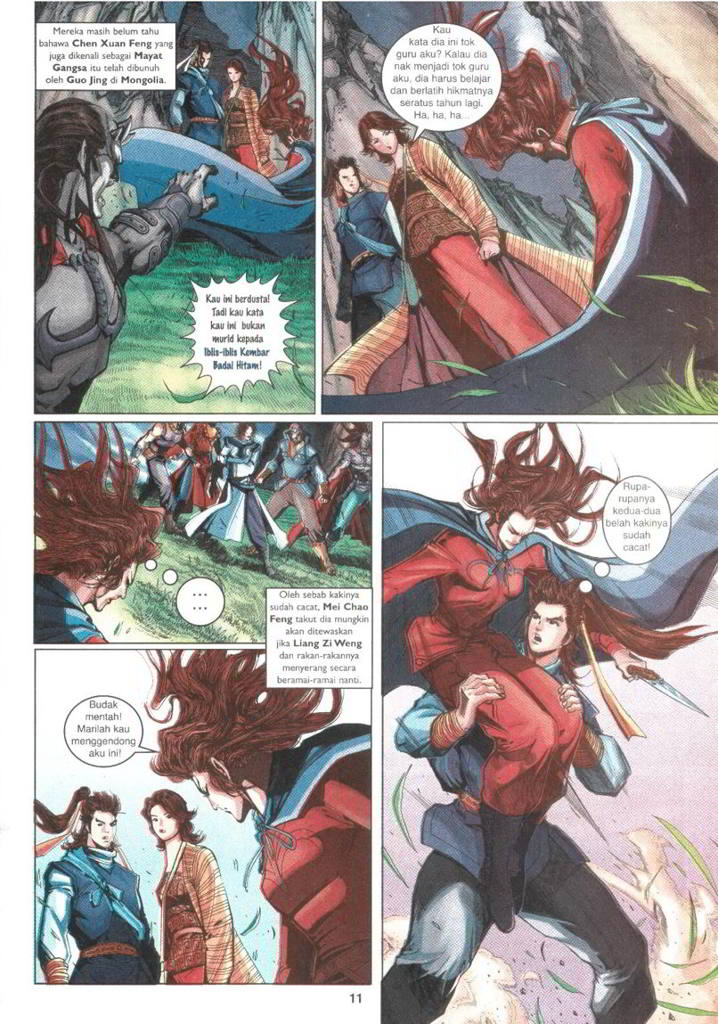 Mereka masih belum tahu
bahawa Chen Xuan Feng yang
juga dikenali sebagai Mayat
Gangsa itu telah dibunuh
oleh Guo Jing di Mongolia.
Kau ini berdusta!
Tadi kau kata
kau ini bukan
murid kepada
Iblis-iblis Kembar
Badai Hitam!
Kau
kata dia ini tok
guru aku? Kalau dia
nak menjadi tok guru
aku, dia harus belajar
dan berlatih hikmatnya
seratus tahun lagi.
Ha, ha, ha...
...
...
Oleh sebab kakinya
sudah cacat, Mei Chao
Feng takut dia mungkin
akan ditewaskan
jika Liang Zi Weng
dan rakan-rakannya
menyerang secara
beramai-ramai nanti.
Budak
mentah!
Marilah kau
menggendong
aku ini!
Rupa-
rupanya
kedua-dua
belah kakinya
sudah
cacat!
11